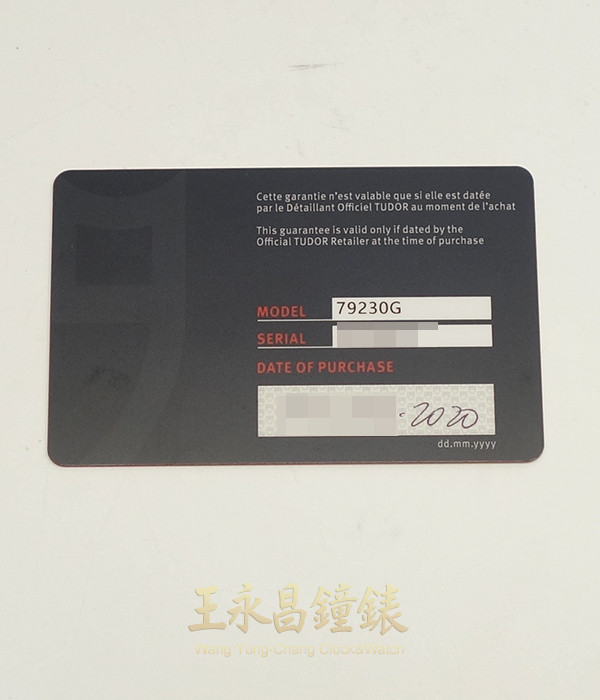 Cette garantie n'est valable que si elle est datée
par le Détaillant Officiel TUDOR au moment de l'achat
This guarantee is valid only if dated by the
Official TUDOR Retailer at the time of purchase
MODEL 79230G
SERIAL
DATE OF PURCHASE
.2020
dd.mm.yyyy
王永昌鐘錶
Wang Yung-Chang Clock&Watch